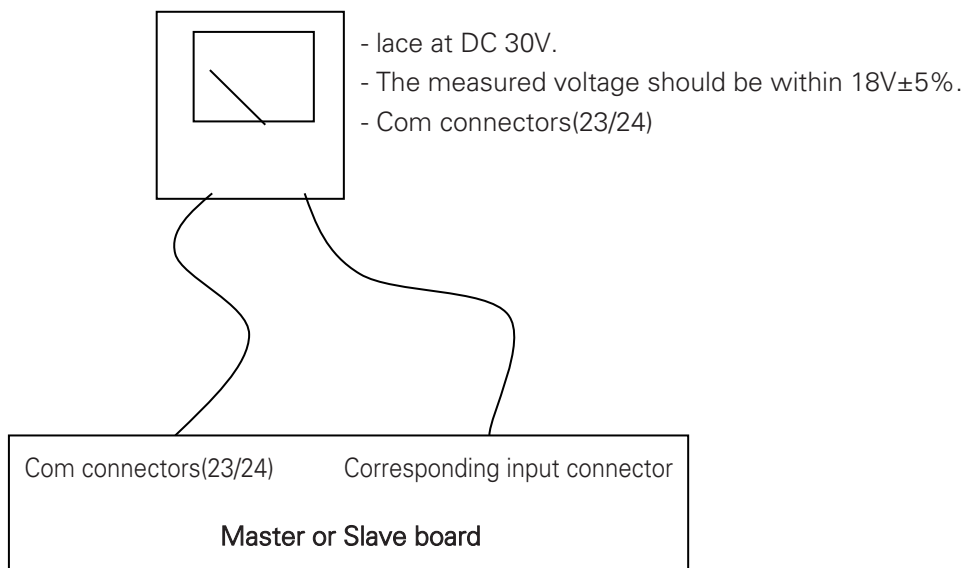 - lace at DC 30V.
- The measured voltage should be within 18V±5%.
- Com connectors(23/24)
Com connectors(23/24) Corresponding input connector
Master or Slave board